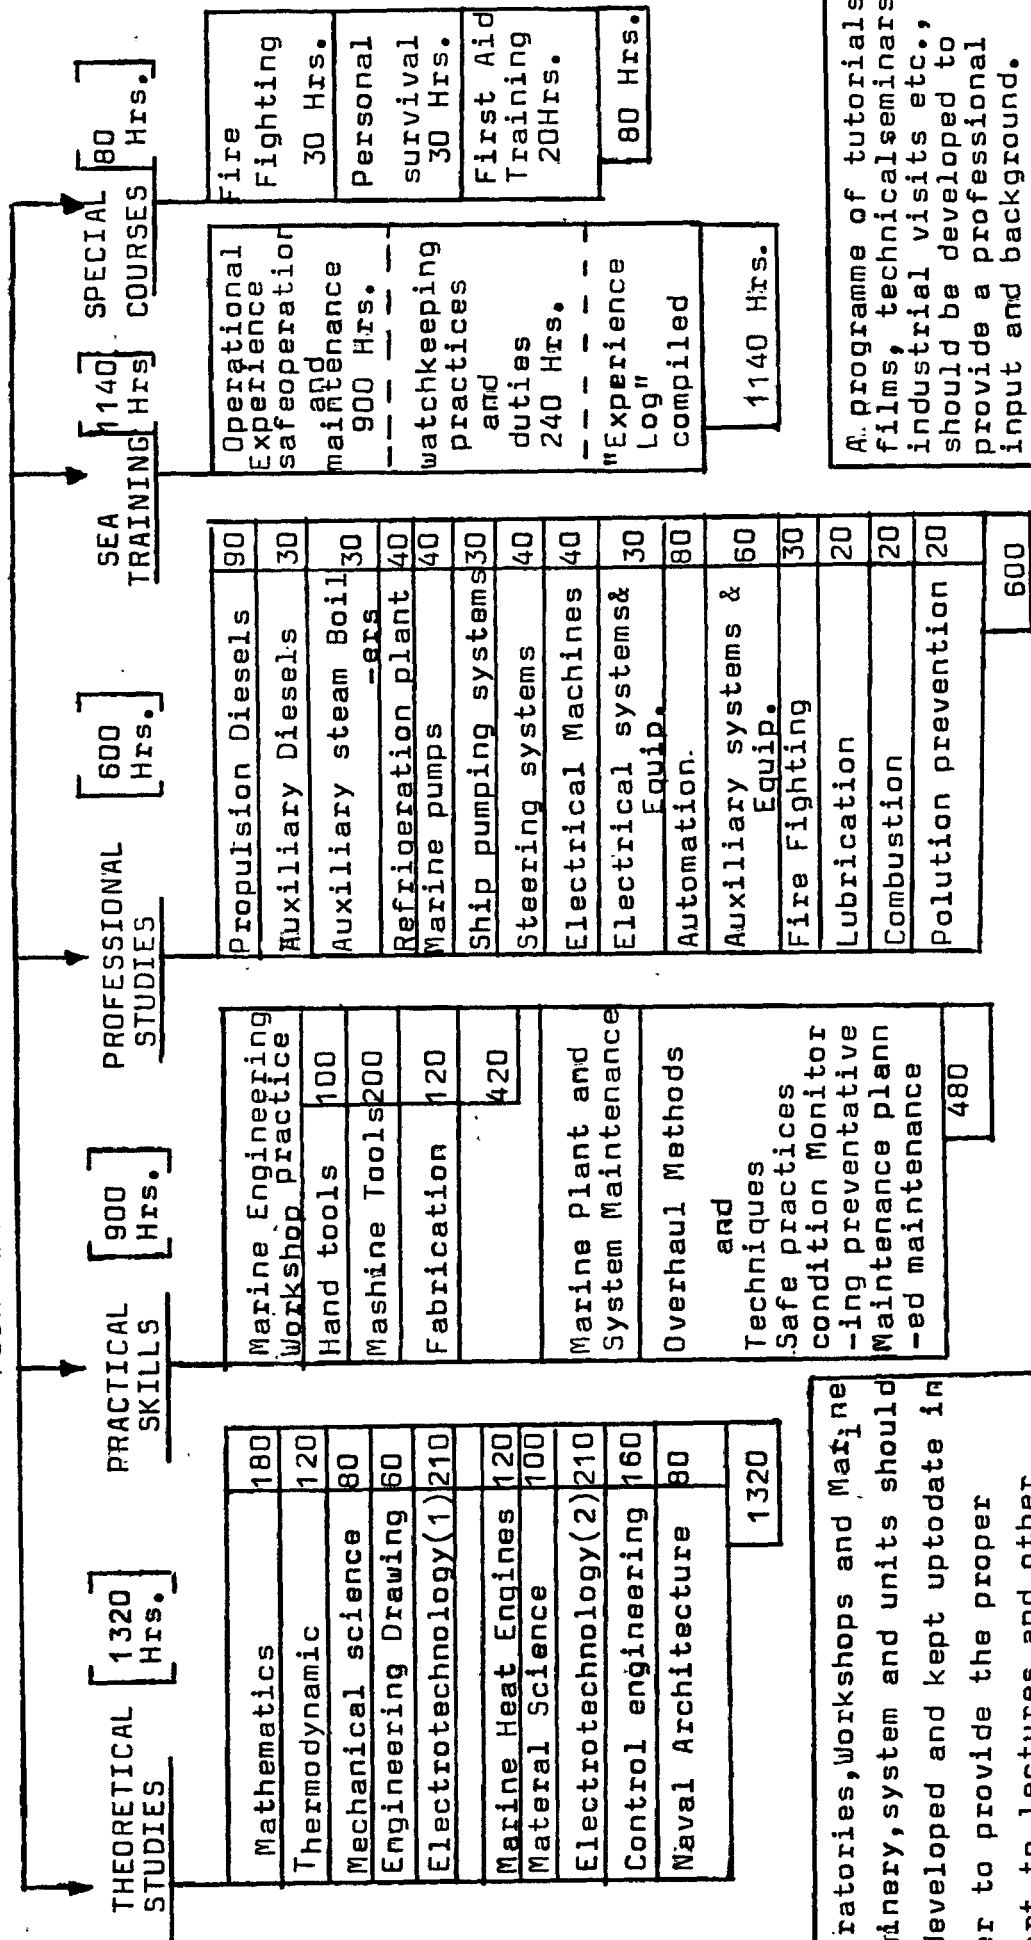 THEORETICAL [1320
STUDIES Hrs.]
Mathematics 180
Thermodynamic 120
Mechanical science 80
Engineering Drawing 60
Electrotechnology(1) 210
Marine Heat Engines 120
Materal Science 100
Electrotechnology(2) 210
Control engineering 160
Naval Architecture 80
1320
PRACTICAL [900
SKILLS Hrs.]
Marine Engineering
Workshop practice
Hand tools 100
Mashine Tools 200
Fabrication 120
420
Marine Plant and
System Maintenance
Overhaul Methods
and
Techniques
Safe practices
condition Monitor
-ing preventative
Maintenance plann
-ed maintenance
480
PROFESSIONAL [600
STUDIES Hrs.]
Propulsion Diesels 90
Auxiliary Diesels 30
Auxiliary steam Boil 30
-ers
Refrigeration plant 40
Marine pumps 40
Ship pumping systems 30
Steering systems 40
Electrical Machines 40
Electrical systems& 30
Equip.
Automation. 80
Auxiliary systems & 60
Equip.
Fire Fighting 30
Lubrication 20
Combustion 20
Polution prevention 20
600
SEA [1140]
TRAINING Hrs
Operational
Experience
safeoperation
and
maintenance
900 Hrs.
watchkeeping
practices
and
duties
240 Hrs.
"Experience
Log"
compiled
1140 Hrs.
SPECIAL [80
COURSES Hrs.]
Fire
Fighting
30 Hrs.
Personal
survival
30 Hrs.
First Aid
Training
20Hrs.
80 Hrs.
ratories,Workshops and Marine
inery,system and units should
developed and kept uptodate in
er to provide the proper
to lectures and other
A programme of tutorials
films, technicalseminars
industrial visits etc.,
should be developed to
provide a professional
input and background.